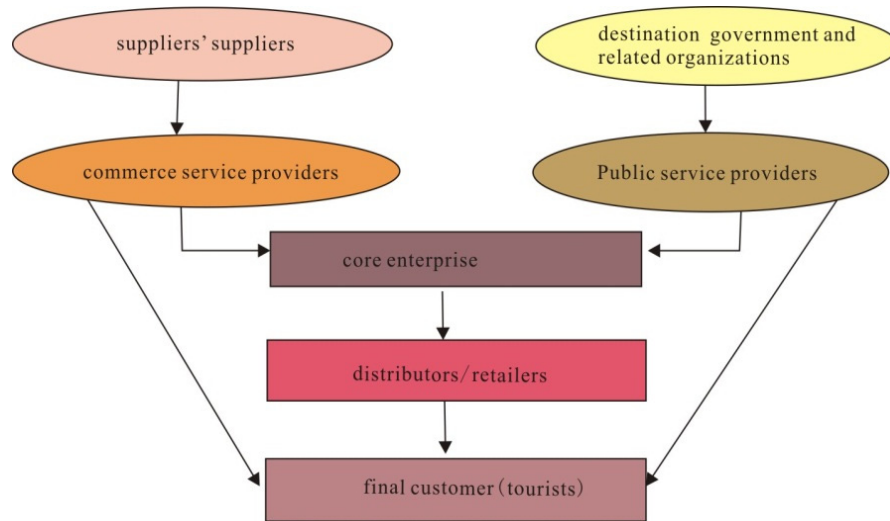 suppliers’ suppliers
destination government and
related organizations
commerce service providers
Public service providers
core enterprise
distributors/retailers
final customer(tourists)